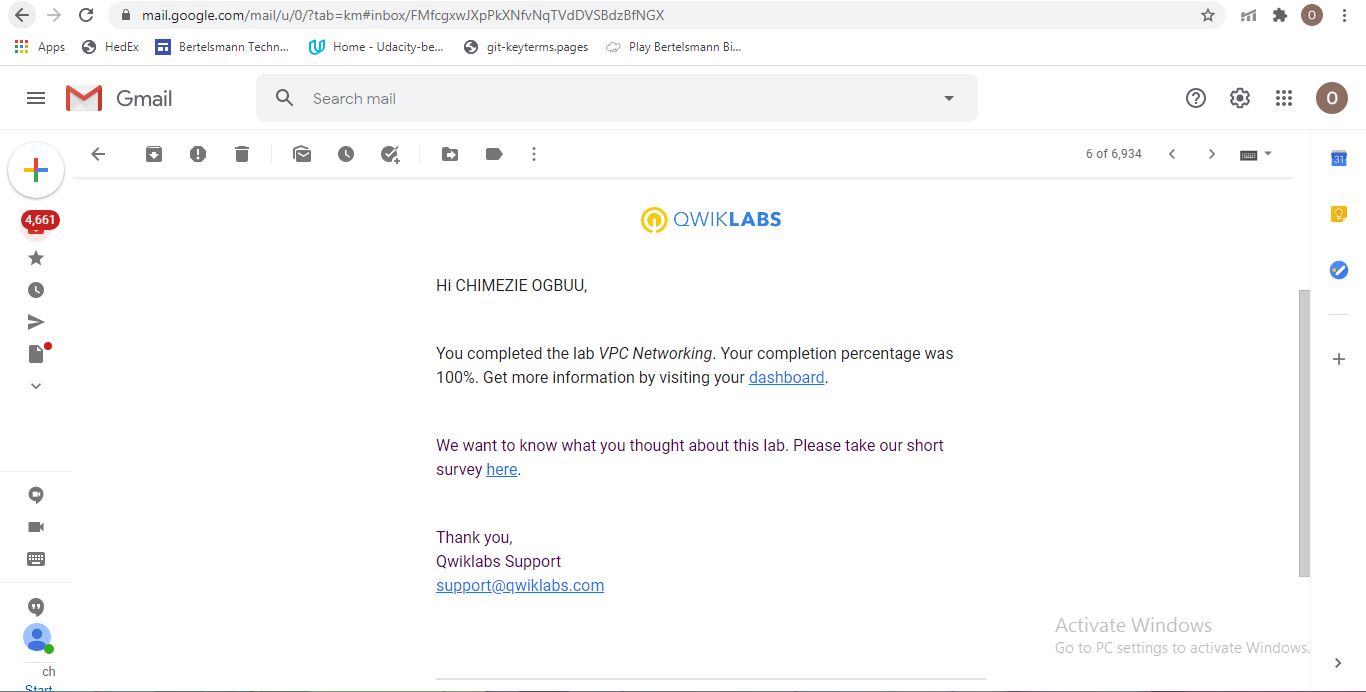 mail.google.com/mail/u/0/?tab=km#inbox/FMfcgxwJXpPkXNfvNqTVdDVSBdzBfNGX
O
Apps HedEx Bertelsmann Techn... Home - Udacity-be... git-keyterms.pages Play Bertelsmann Bi...
Gmail Search mail O
6 of 6,934
31
4,661
QWIKLABS
Hi CHIMEZIE OGBUU,
You completed the lab VPC Networking. Your completion percentage was
100%. Get more information by visiting your dashboard.
We want to know what you thought about this lab. Please take our short
survey here.
Thank you,
Qwiklabs Support
support@qwiklabs.com
Activate Windows
Go to PC settings to activate Windows.
ch
Start